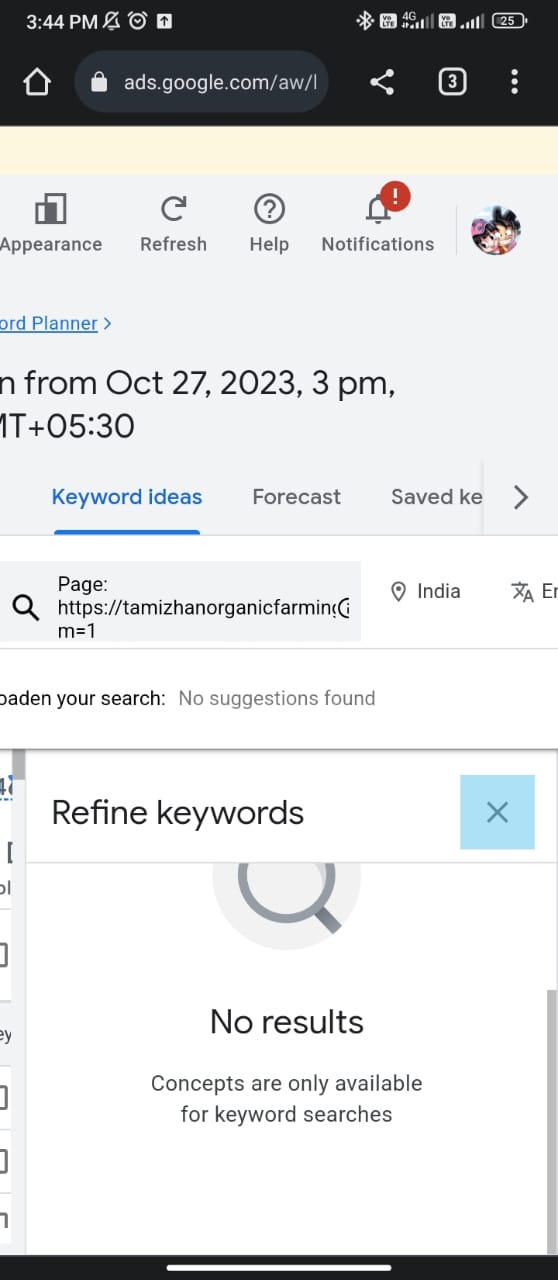 3:44 PM
4G
25
ads.google.com/aw/l
3
Appearance
Refresh
Help
Notifications
ord Planner >
n from Oct 27, 2023, 3 pm,
MT+05:30
Keyword ideas
Forecast
Saved ke
Page:
https://tamizhanorganicfarming
m=1
India
En
oaden your search: No suggestions found
Refine keywords
No results
Concepts are only available
for keyword searches